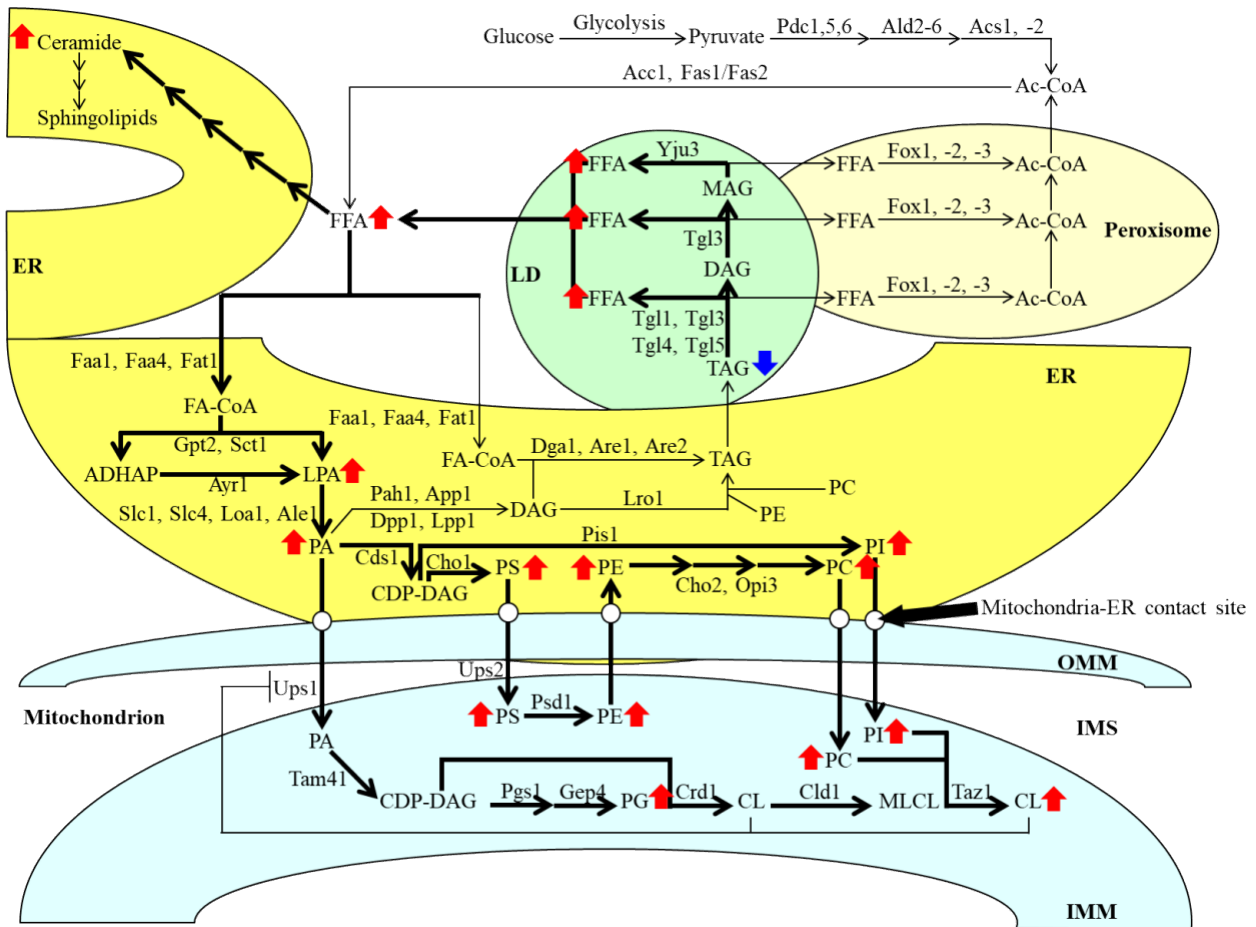 Glucose Glycolysis Pyruvate Pdc1,5,6 Ald2-6 Acs1, -2
Ceramide
Acc1, Fas1/Fas2
Ac-CoA
Sphingolipids
FFA Yju3 FFA Fox1, -2, -3 Ac-CoA
MAG
FFA FFA FFA Fox1, -2, -3 Ac-CoA
Peroxisome
Tgl3
ER LD DAG
FFA FFA Fox1, -2, -3 Ac-CoA
Tgl1, Tgl3
Tgl4, Tgl5
Faa1, Faa4, Fat1 TAG ER
FA-CoA
Faa1, Faa4, Fat1
Gpt2, Sct1
FA-CoA Dga1, Are1, Are2 TAG
ADHAP Ayr1 LPA
Pah1, App1 DAG Lro1 PC
Slc1, Slc4, Loa1, Ale1 Dpp1, Lpp1 PE
PA Cds1 Pis1 PI
CDP-DAG Cho1 PS PE Cho2, Opi3 PC
Mitochondria-ER contact site
OMM
Ups2
Ups1
Mitochondrion PS Psd1 PE IMS
PA PI
PC
Tam41
CDP-DAG Pgs1 Gep4 PG Crd1 CL Cld1 MLCL Taz1 CL
IMM